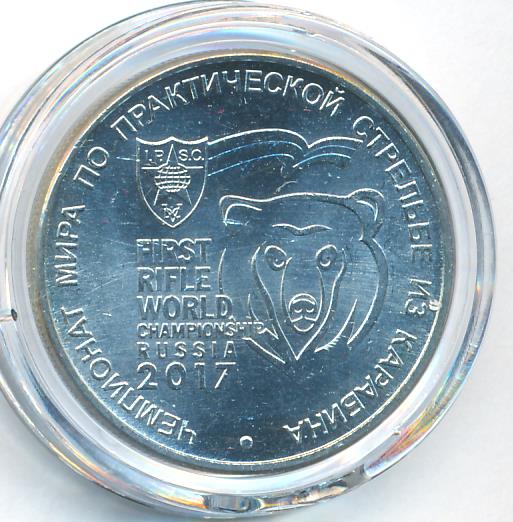 ЧЕМПИОНАТ МИРА ПО ПРАКТИЧЕСКОЙ СТРЕЛЬБЕ ИЗ КАРАБИНА
I.P.S.C.
FIRST
RIFLE
WORLD
CHAMPIONSHIP
RUSSIA
2017